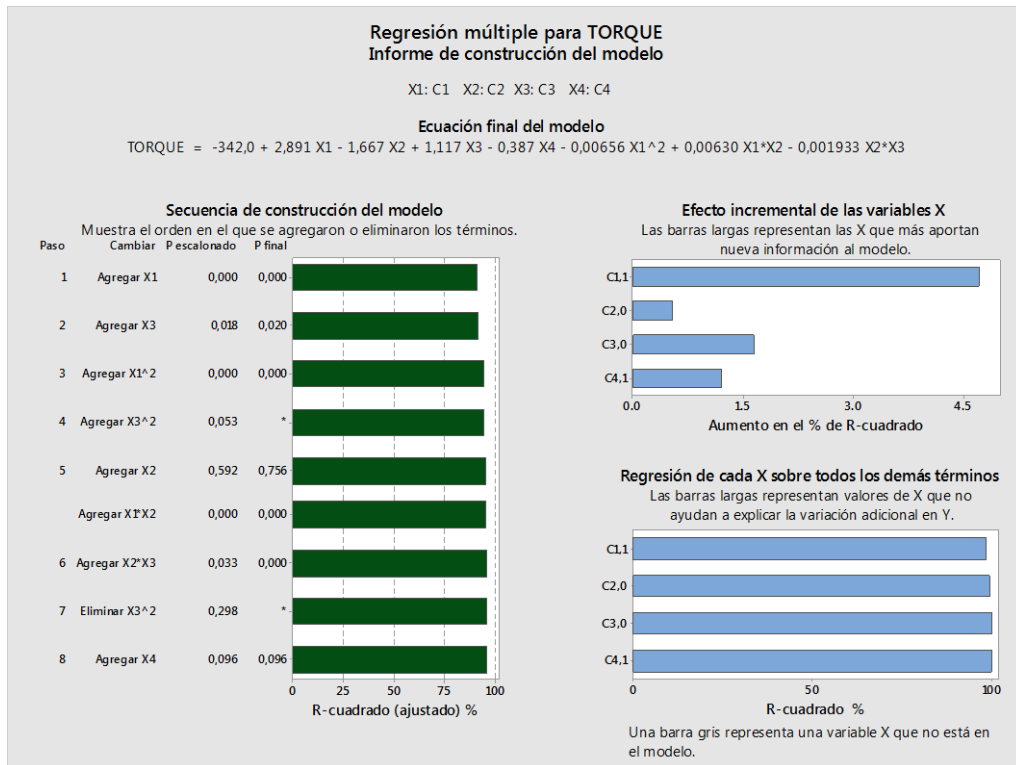 Regresión múltiple para TORQUE
Informe de construcción del modelo
X1: C1 X2: C2 X3: C3 X4: C4
Ecuación final del modelo
TORQUE = -342,0 + 2,891 X1 - 1,667 X2 + 1,117 X3 - 0,387 X4 - 0,00656 X1^2 + 0,00630 X1*X2 - 0,001933 X2*X3
Secuencia de construcción del modelo
Muestra el orden en el que se agregaron o eliminaron los términos.
Paso Cambiar P escalonado P final
1 Agregar X1 0,000 0,000
2 Agregar X3 0,018 0,020
3 Agregar X1^2 0,000 0,000
4 Agregar X3^2 0,053 *
5 Agregar X2 0,592 0,756
Agregar X1*X2 0,000 0,000
6 Agregar X2*X3 0,033 0,000
7 Eliminar X3^2 0,298 *
8 Agregar X4 0,096 0,096
0 25 50 75 100
R-cuadrado (ajustado) %
Efecto incremental de las variables X
Las barras largas representan las X que más aportan
nueva información al modelo.
C1,1
C2,0
C3,0
C4,1
0.0 1.5 3.0 4.5
Aumento en el % de R-cuadrado
Regresión de cada X sobre todos los demás términos
Las barras largas representan valores de X que no
ayudan a explicar la variación adicional en Y.
C1,1
C2,0
C3,0
C4,1
0 50 100
R-cuadrado %
Una barra gris representa una variable X que no está en
el modelo.